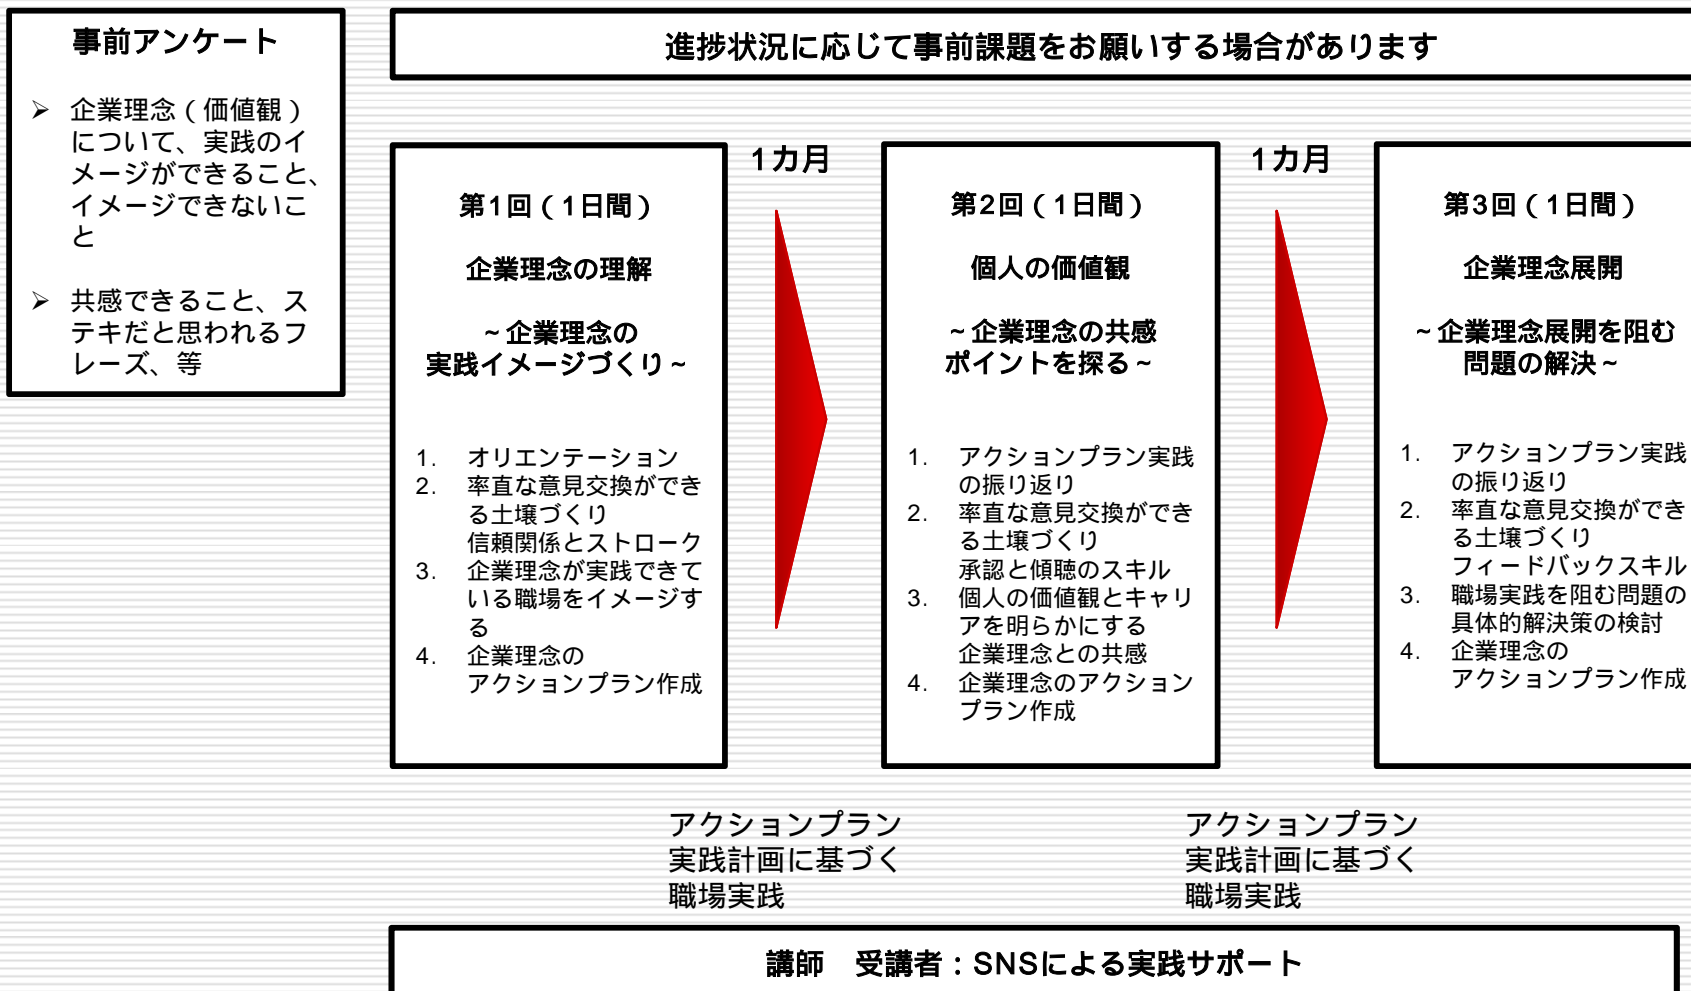 事前アンケート
➢ 企業理念（価値観）
について、実践のイ
メージができること、
イメージできないこ
と
➢ 共感できること、ス
テキだと思われるフ
レーズ、等
進捗状況に応じて事前課題をお願いする場合があります
第1回（1日間）
企業理念の理解
～企業理念の
実践イメージづくり～
1. オリエンテーション
2. 率直な意見交換ができ
る土壌づくり
信頼関係とストローク
3. 企業理念が実践できて
いる職場をイメージす
る
4. 企業理念の
アクションプラン作成
1カ月
第2回（1日間）
個人の価値観
～企業理念の共感
ポイントを探る～
1. アクションプラン実践
の振り返り
2. 率直な意見交換ができ
る土壌づくり
承認と傾聴のスキル
3. 個人の価値観とキャリ
アを明らかにする
企業理念との共感
4. 企業理念のアクション
プラン作成
1カ月
第3回（1日間）
企業理念展開
～企業理念展開を阻む
問題の解決～
1. アクションプラン実践
の振り返り
2. 率直な意見交換ができ
る土壌づくり
フィードバックスキル
3. 職場実践を阻む問題の
具体的解決策の検討
4. 企業理念の
アクションプラン作成
アクションプラン
実践計画に基づく
職場実践
アクションプラン
実践計画に基づく
職場実践
講師　受講者：SNSによる実践サポート